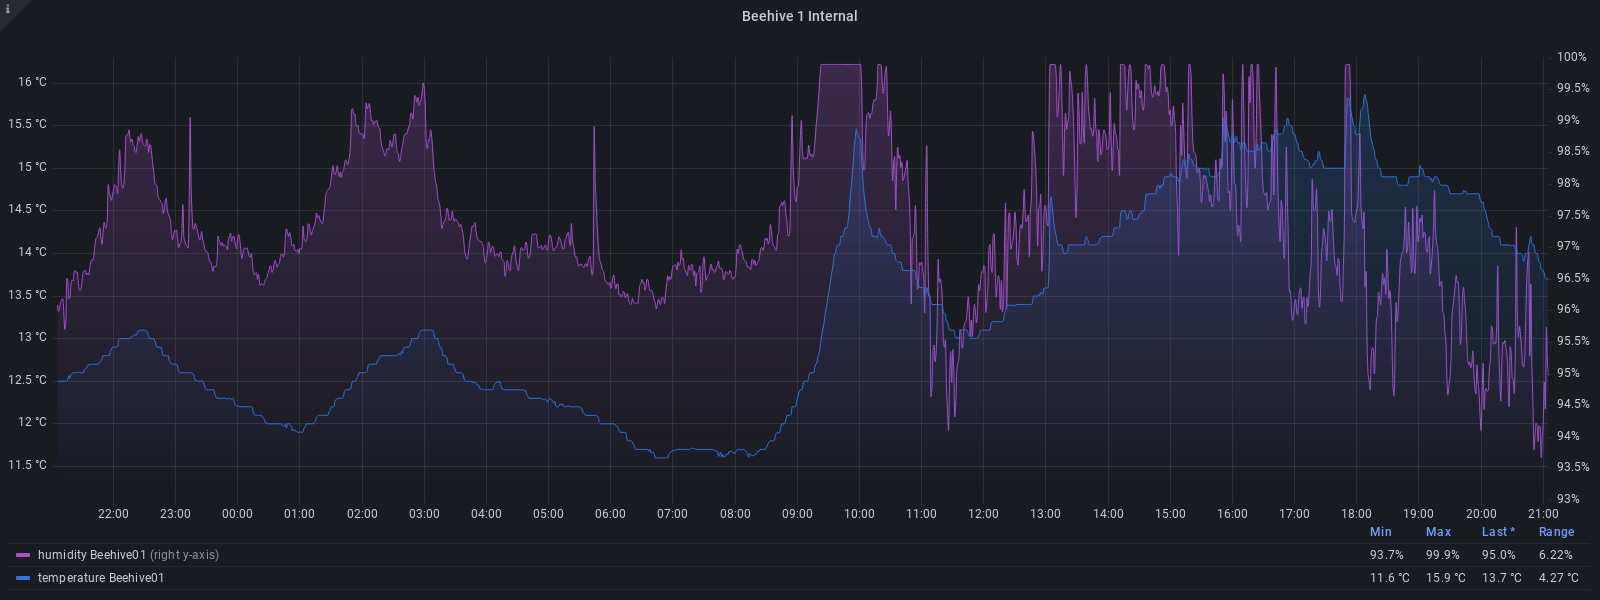 i
Beehive 1 Internal
16 °C
15.5 °C
15 °C
14.5 °C
14 °C
13.5 °C
13 °C
12.5 °C
12 °C
11.5 °C
100%
99.5%
99%
98.5%
98%
97.5%
97%
96.5%
96%
95.5%
95%
94.5%
94%
93.5%
93%
22:00 23:00 00:00 01:00 02:00 03:00 04:00 05:00 06:00 07:00 08:00 09:00 10:00 11:00 12:00 13:00 14:00 15:00 16:00 17:00 18:00 19:00 20:00 21:00
Min Max Last * Range
humidity Beehive01 (right y-axis) 93.7% 99.9% 95.0% 6.22%
temperature Beehive01 11.6 °C 15.9 °C 13.7 °C 4.27 °C